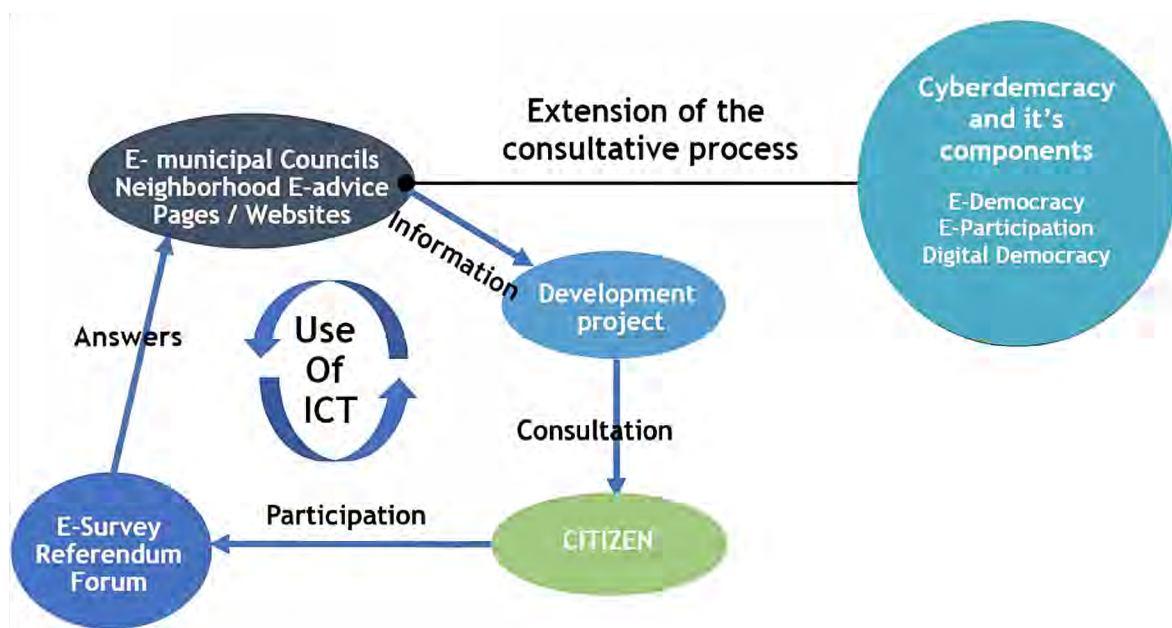 Cyberdemcracy
and it's
components
E-Democracy
E-Participation
Digital Democracy
Extension of the
consultative process
E- municipal Councils
Neighborhood E-advice
Pages / Websites
Information
Development
project
Answers
Use
Of
ICT
Consultation
Participation
CITIZEN
E-Survey
Referendum
Forum